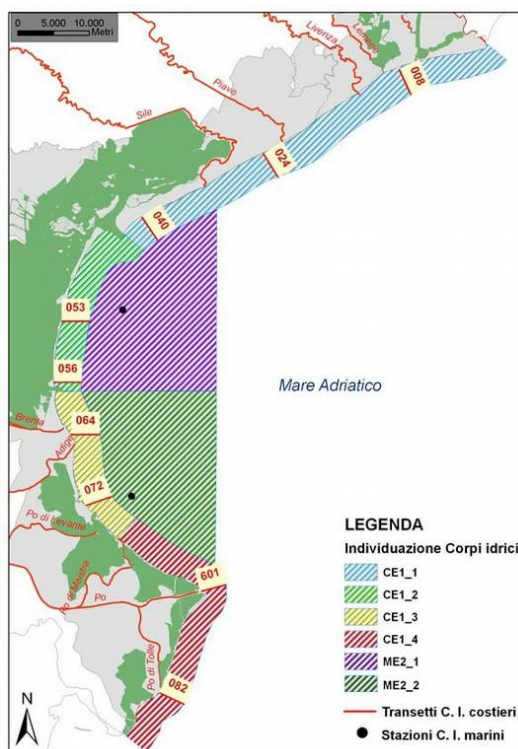 0 5.000 10.000
Metri
Livenza
Lemene
008
Piave
Sile
024
040
053
056
Mare Adriatico
Brenta
064
Adige
072
Po di Levante
Po di Maistra
601
Po
Po di Tolle
082
N
LEGENDA
Individuazione Corpi idrici
CE1_1
CE1_2
CE1_3
CE1_4
ME2_1
ME2_2
Transetti C. I. costieri
Stazioni C. I. marini